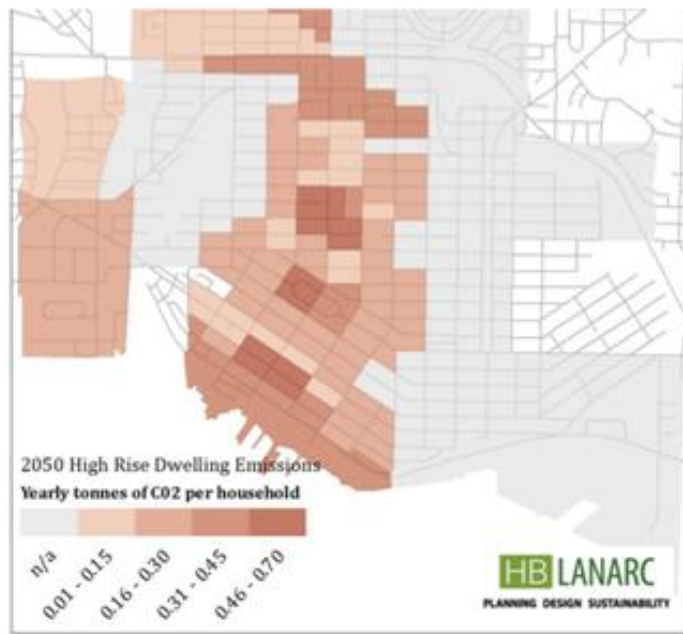 2050 High Rise Dwelling Emissions
Yearly tonnes of C02 per household
n/a
0.01 - 0.15
0.16 - 0.30
0.31 - 0.45
0.46 - 0.70
HB LANARC
PLANNING DESIGN SUSTAINABILITY